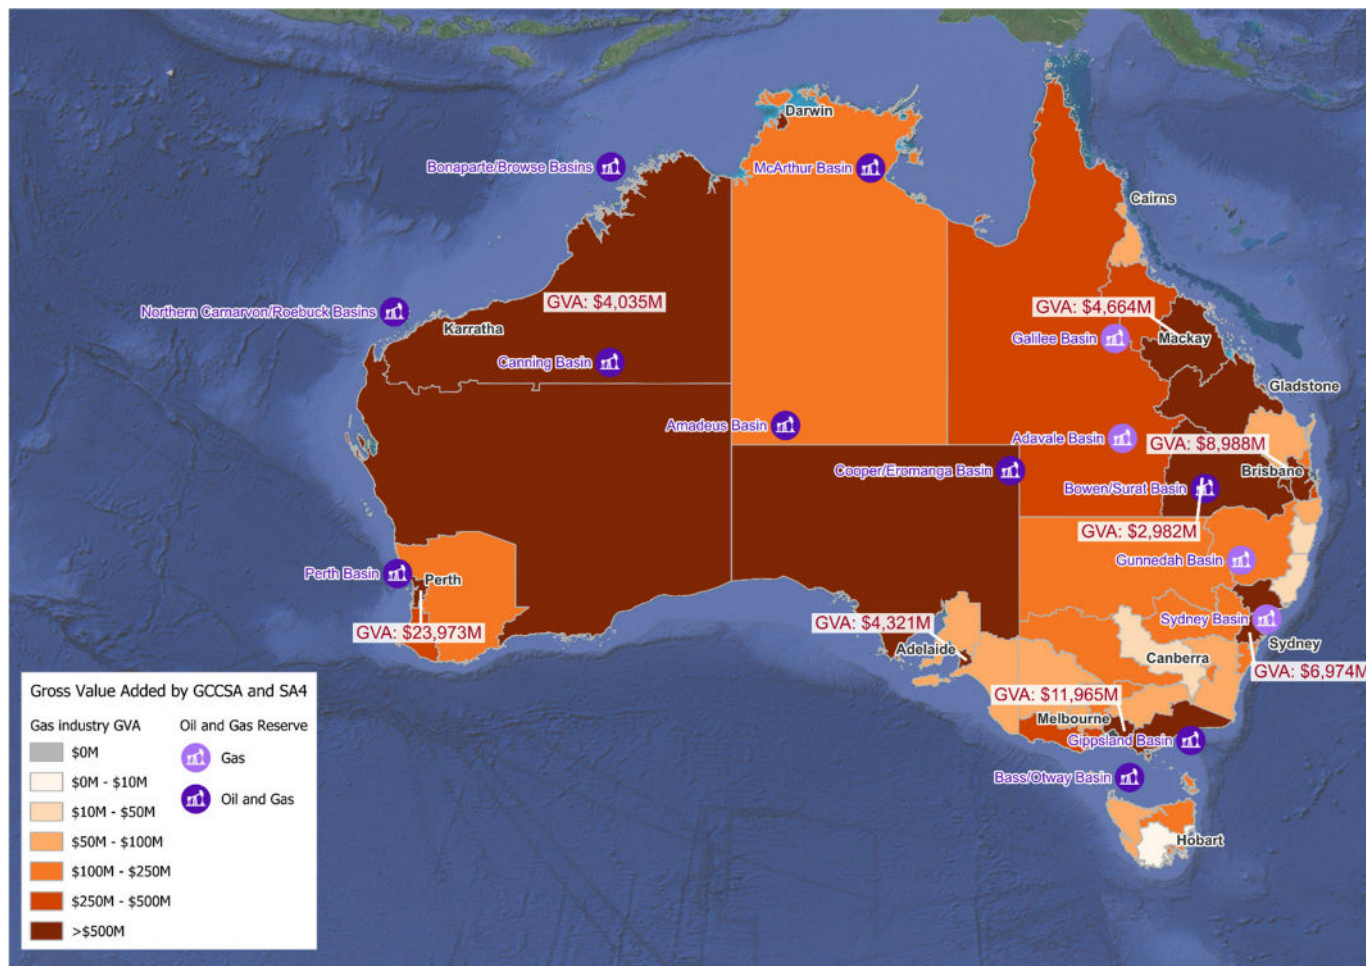 Darwin
Bonaparte/Browse Basins
McArthur Basin
Cairns
GVA: $4,035M
GVA: $4,664M
Northern Carnarvon/Roebuck Basins
Karratha
Galilee Basin
Mackay
Canning Basin
Gladstone
Amadeus Basin
Adavale Basin
GVA: $8,988M
Cooper/Eromanga Basin
Brisbane
Bowen/Surat Basin
GVA: $2,982M
Gunnedah Basin
Perth Basin
Perth
GVA: $23,973M
GVA: $4,321M
Sydney Basin
Sydney
Adelaide
Canberra
GVA: $6,974M
GVA: $11,965M
Melbourne
Gippsland Basin
Bass/Otway Basin
Hobart
Gross Value Added by GCCSA and SA4
Gas industry GVA
$0M
$0M - $10M
$10M - $50M
$50M - $100M
$100M - $250M
$250M - $500M
>$500M
Oil and Gas Reserve
Gas
Oil and Gas